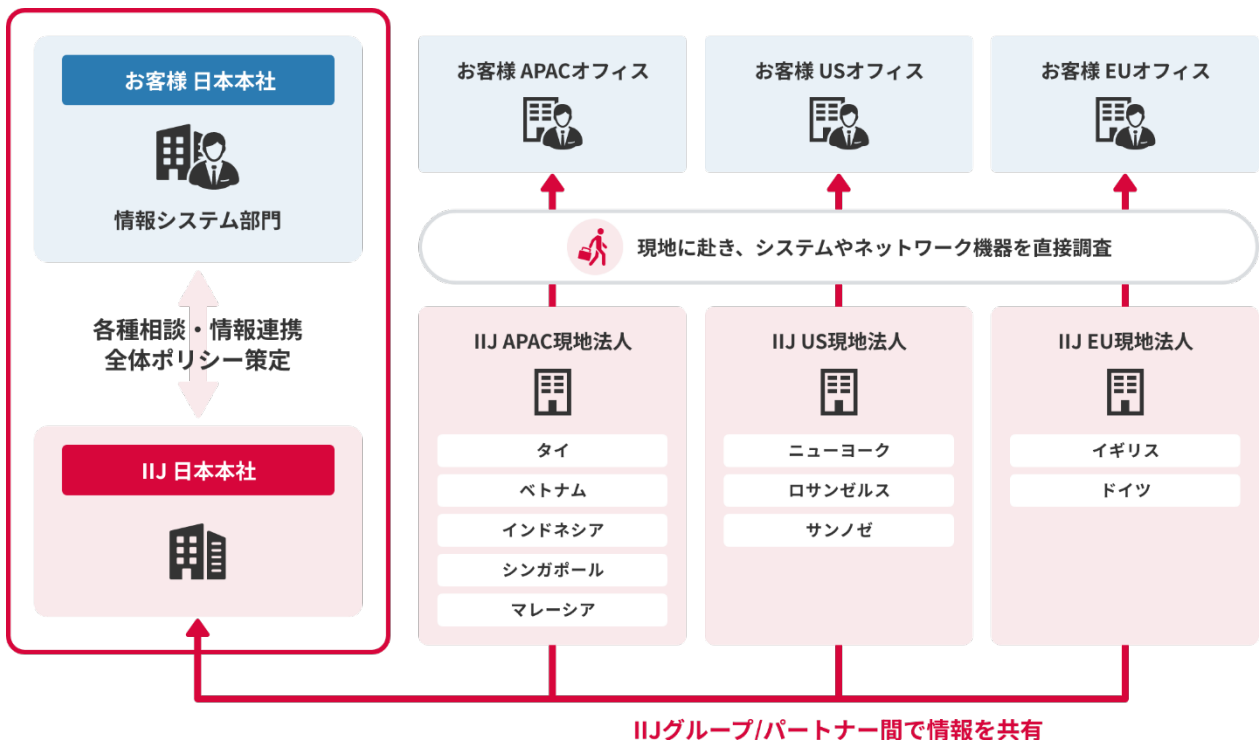 お客様 日本本社
情報システム部門
各種相談・情報連携
全体ポリシー策定
IIJ 日本本社
お客様 APACオフィス
お客様 USオフィス
お客様 EUオフィス
現地に赴き、システムやネットワーク機器を直接調査
IIJ APAC現地法人
タイ
ベトナム
インドネシア
シンガポール
マレーシア
IIJ US現地法人
ニューヨーク
ロサンゼルス
サンノゼ
IIJ EU現地法人
イギリス
ドイツ
IIJグループ/パートナー間で情報を共有